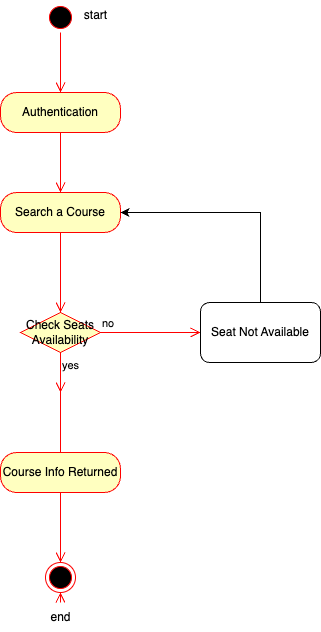 start
Authentication
Search a Course
Check Seats
Availability
no
Seat Not Available
yes
Course Info Returned
end